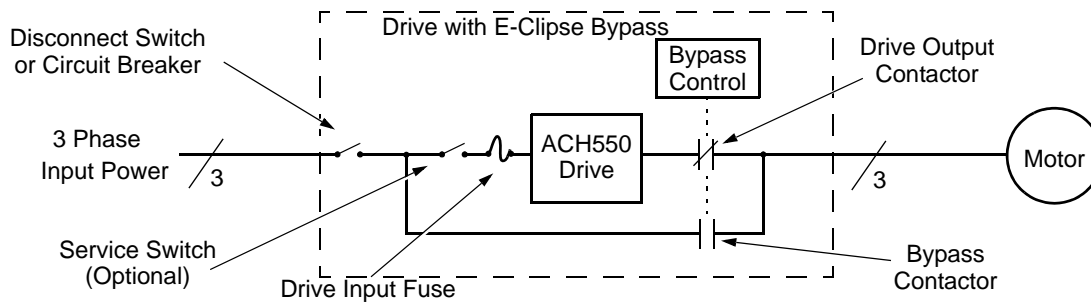 Drive with E-Clipse Bypass
Disconnect Switch
or Circuit Breaker
Bypass
Control
Drive Output
Contactor
3 Phase
Input Power
3
ACH550
Drive
3
Motor
Service Switch
(Optional)
Drive Input Fuse
Bypass
Contactor